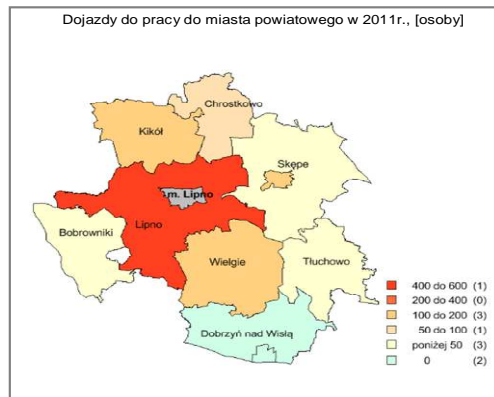 Dojazdy do pracy do miasta powiatowego w 2011r., [osoby]
Chrostkowo
Kikół
Skępe
m. Lipno
Lipno
Bobrowniki
Wielgie
Tłuchowo
Dobrzyń nad Wisłą
400 do 600 (1)
200 do 400 (0)
100 do 200 (3)
50 do 100 (1)
poniżej 50 (3)
0 (2)